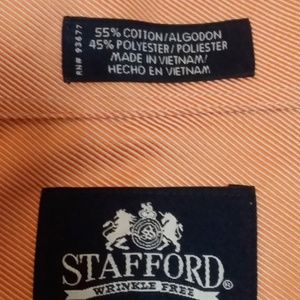 55% COTTON/ALGODON
45% POLYESTER/POLIESTER
MADE IN VIETNAM/
HECHO EN VIETNAM
RN# 93677
STAFFORD®
WRINKLE FREE